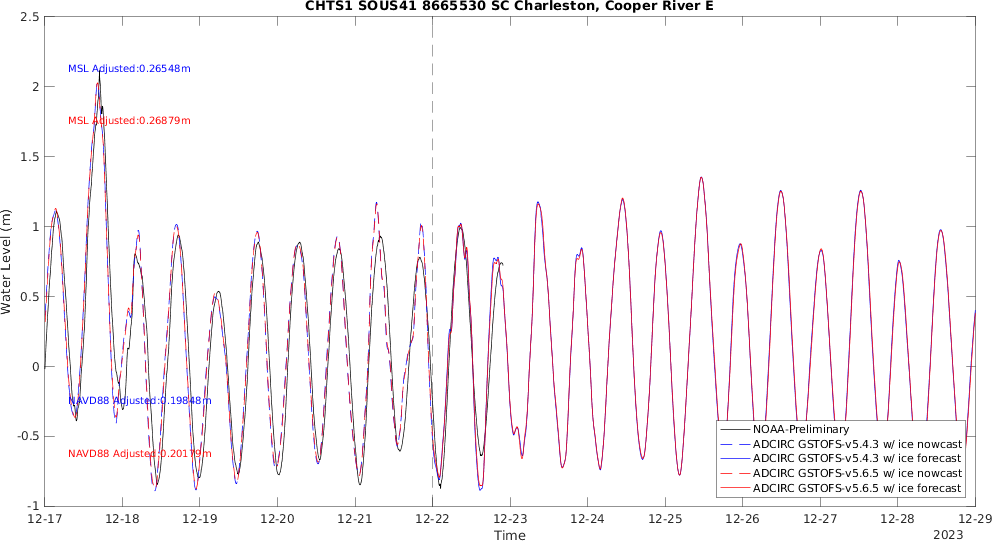 CHTS1 SOUS41 8665530 SC Charleston, Cooper River E
2.5
2
1.5
1
0.5
0
-0.5
-1
Water Level (m)
MSL Adjusted:0.26548m
MSL Adjusted:0.26879m
NAVD88 Adjusted:0.19848m
NAVD88 Adjusted:0.20179m
NOAA-Preliminary
ADCIRC GSTOFS-v5.4.3 w/ ice nowcast
ADCIRC GSTOFS-v5.4.3 w/ ice forecast
ADCIRC GSTOFS-v5.6.5 w/ ice nowcast
ADCIRC GSTOFS-v5.6.5 w/ ice forecast
12-17 12-18 12-19 12-20 12-21 12-22 12-23 12-24 12-25 12-26 12-27 12-28 12-29
Time
2023